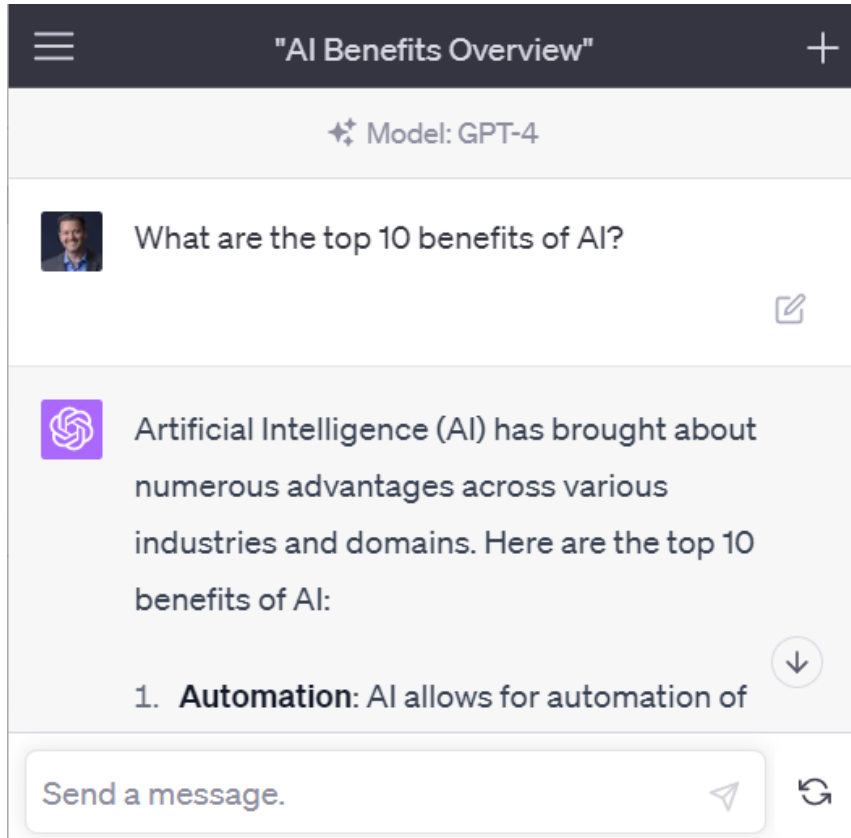 "AI Benefits Overview"
Model: GPT-4
What are the top 10 benefits of AI?
Artificial Intelligence (AI) has brought about
numerous advantages across various
industries and domains. Here are the top 10
benefits of AI:
1. Automation: AI allows for automation of
Send a message.